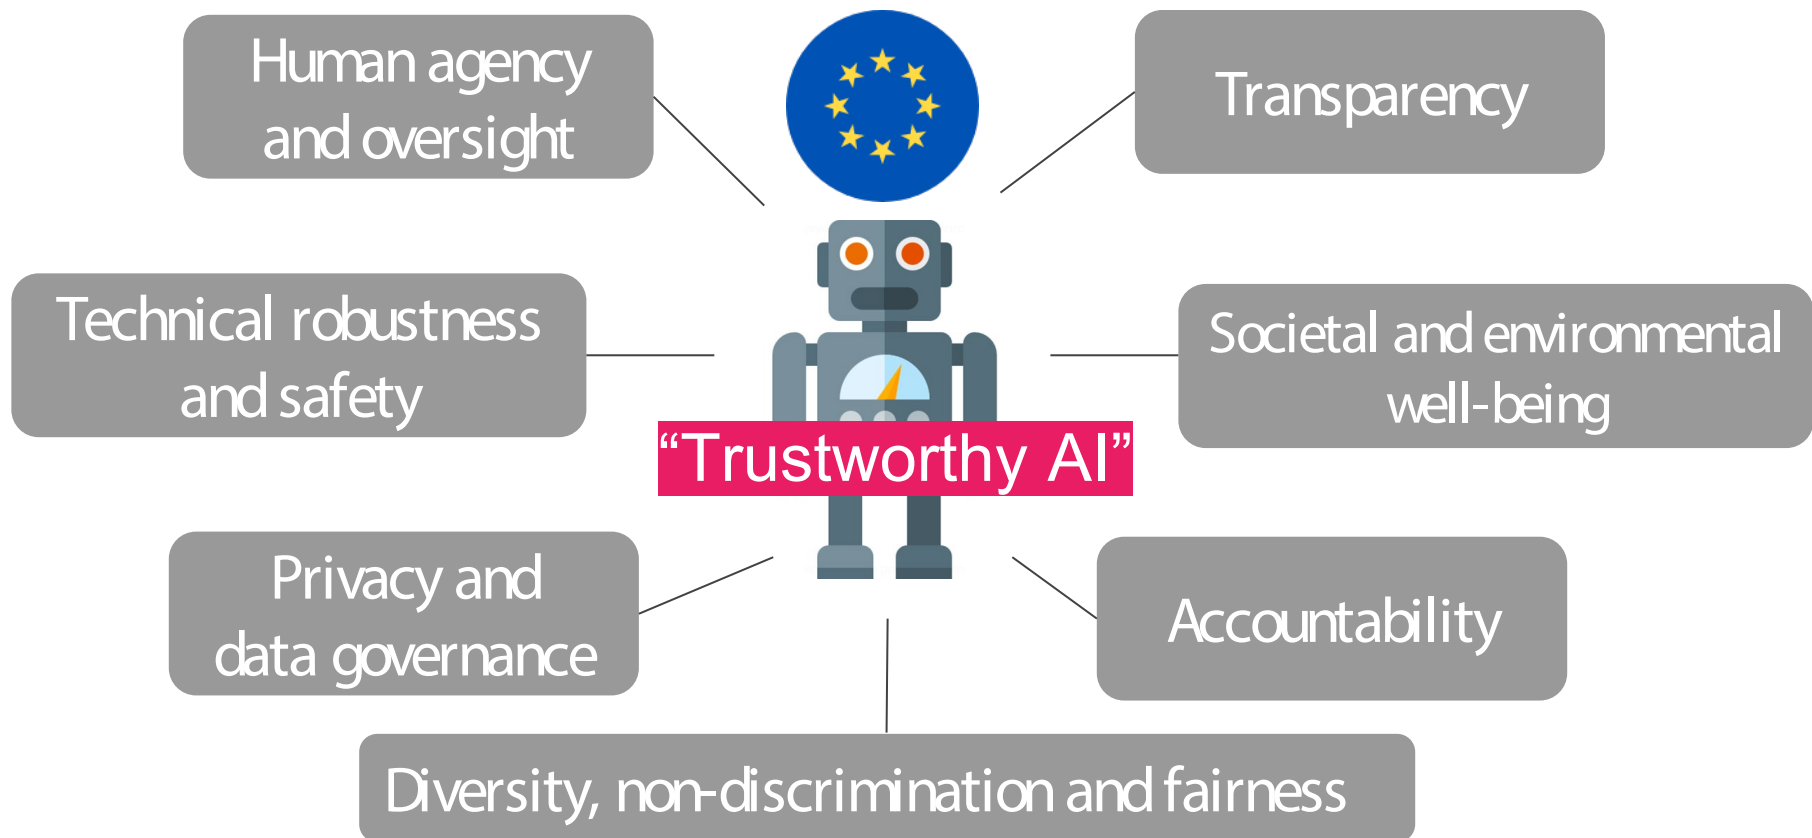 Human agency
and oversight
Transparency
Technical robustness
and safety
Societal and environmental
well-being
“Trustworthy AI”
Privacy and
data governance
Accountability
Diversity, non-discrimination and fairness